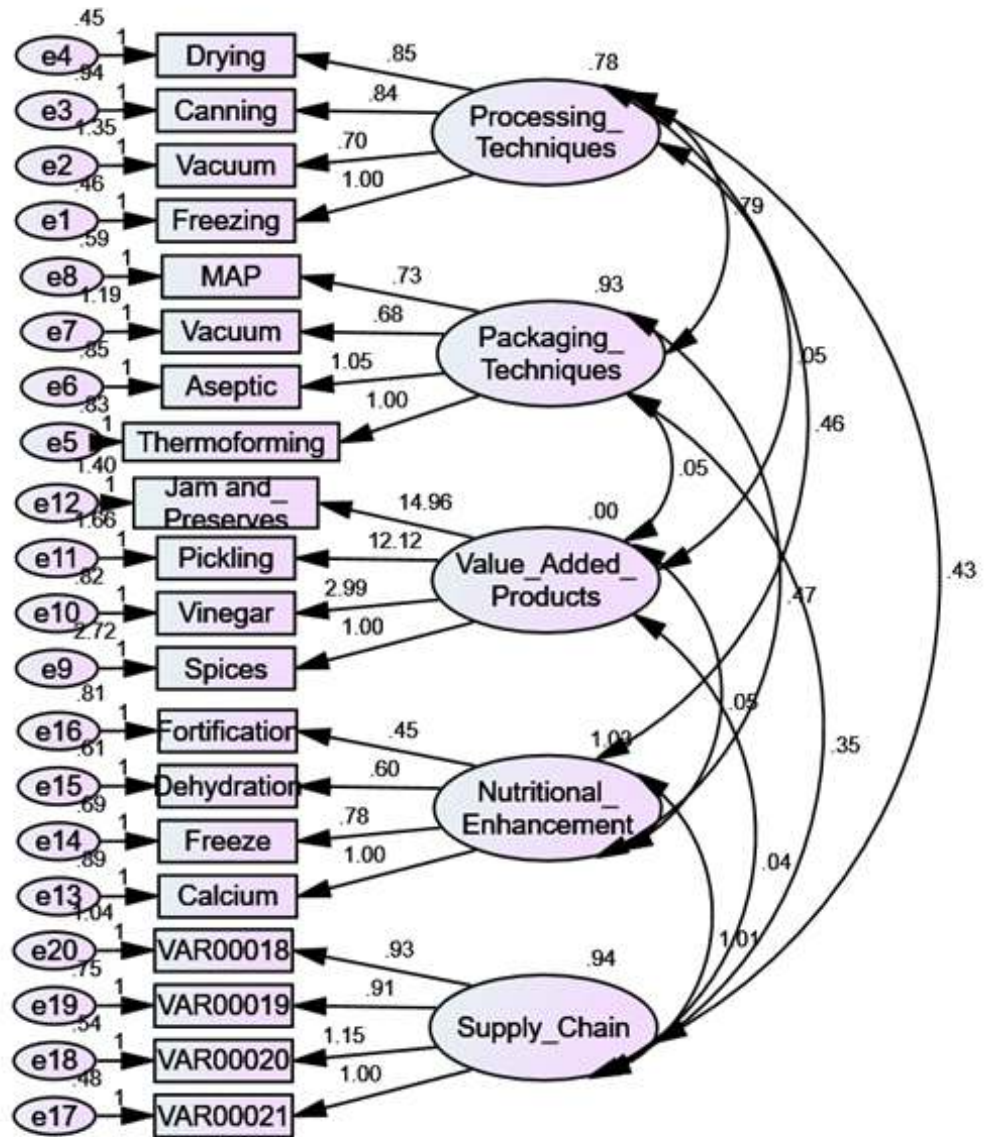 .45
e4 1 Drying .85 .78
.94
e3 1 Canning .84 Processing_
Techniques
1.35
e2 1 Vacuum .70
.46
e1 1 Freezing 1.00 .79
.59
e8 1 MAP .73 .93
1.19
e7 1 Vacuum .68 Packaging_
Techniques .05
.85
e6 1 Aseptic 1.05
.83
e5 1 Thermoforming 1.00 .46
1.40
e12 1 Jam and_
Preserves 14.96 .05 .00
1.66
e11 1 Pickling 12.12 Value_Added_
Products .43
.82
e10 1 Vinegar 2.99 .47
2.72
e9 1 Spices 1.00
.81
e16 1 Fortification .45 1.03 .05 .35
.61
e15 1 Dehydration .60 Nutritional_
Enhancement
.69
e14 1 Freeze .78
.89
e13 1 Calcium 1.00 .04
1.04
e20 1 VAR00018 .93 .94 1.01
.75
e19 1 VAR00019 .91 Supply_Chain
.54
e18 1 VAR00020 1.15
.48
e17 1 VAR00021 1.00